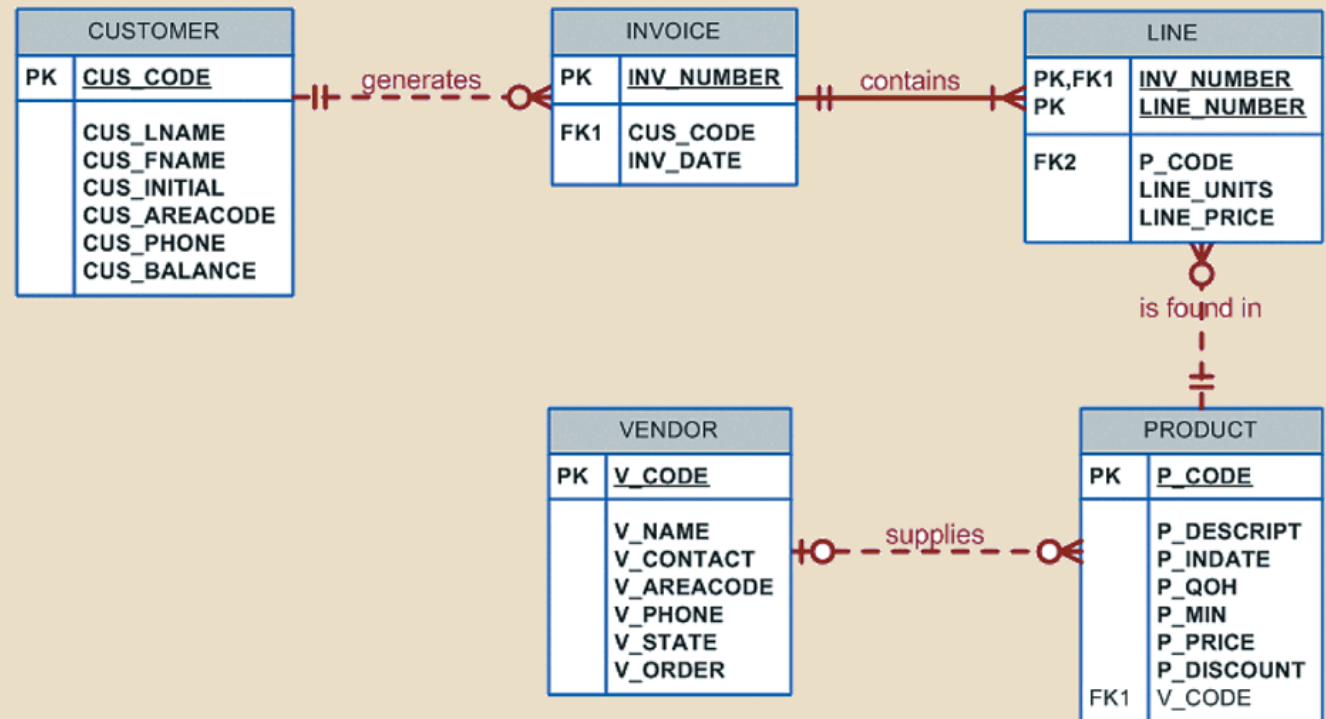 CUSTOMER
PK CUS_CODE
CUS_LNAME
CUS_FNAME
CUS_INITIAL
CUS_AREACODE
CUS_PHONE
CUS_BALANCE
generates
INVOICE
PK INV_NUMBER
FK1 CUS_CODE
INV_DATE
contains
LINE
PK,FK1 INV_NUMBER
PK LINE_NUMBER
FK2 P_CODE
LINE_UNITS
LINE_PRICE
is found in
VENDOR
PK V_CODE
V_NAME
V_CONTACT
V_AREACODE
V_PHONE
V_STATE
V_ORDER
supplies
PRODUCT
PK P_CODE
P_DESCRIPT
P_INDATE
P_QOH
P_MIN
P_PRICE
P_DISCOUNT
FK1 V_CODE